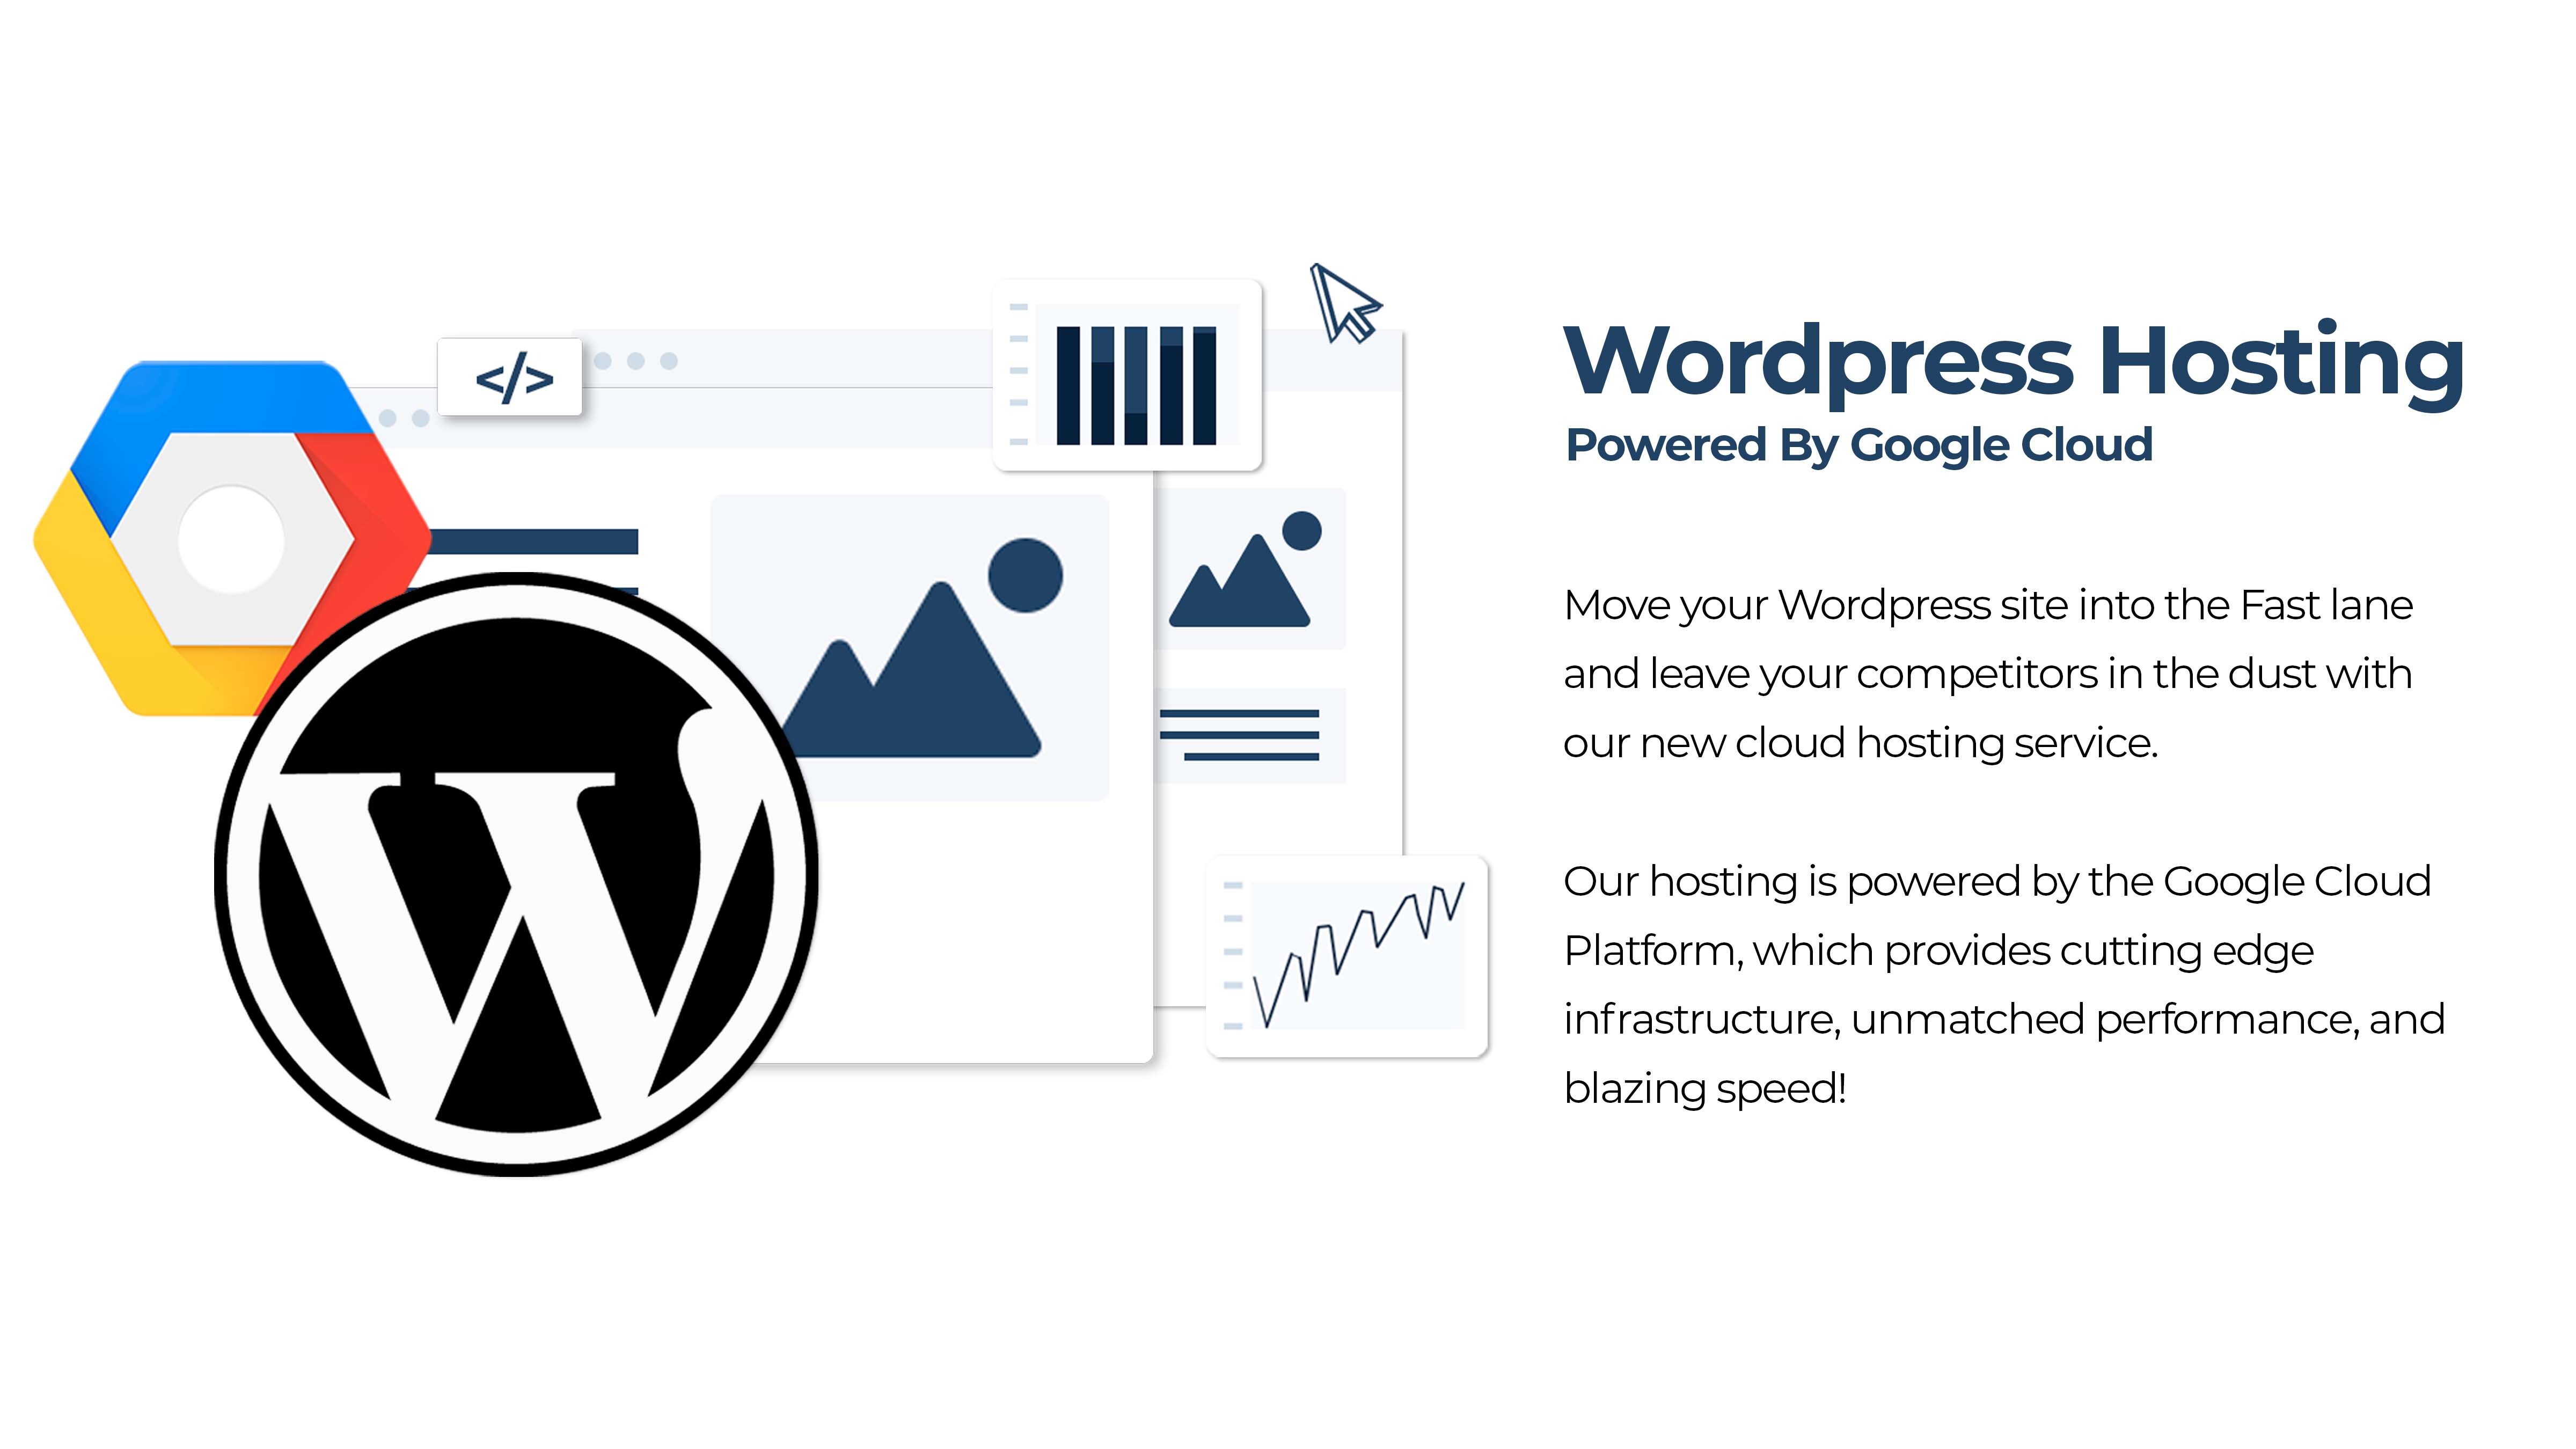 </>
Wordpress Hosting
Powered By Google Cloud
Move your Wordpress site into the Fast lane
and leave your competitors in the dust with
our new cloud hosting service.
Our hosting is powered by the Google Cloud
Platform, which provides cutting edge
infrastructure, unmatched performance, and
blazing speed!
W